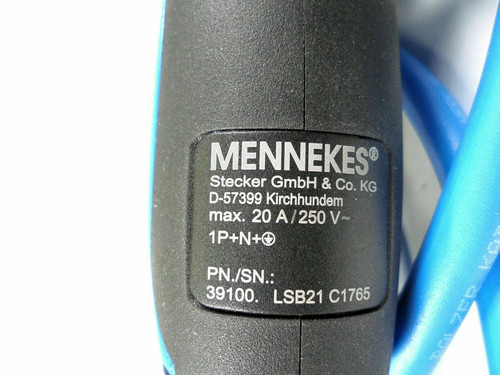 MENNEKES®
Stecker GmbH & Co. KG
D-57399 Kirchhundem
max. 20 A / 250 V ~
1P+N+⏚
PN./SN.:
39100. LSB21 C1765